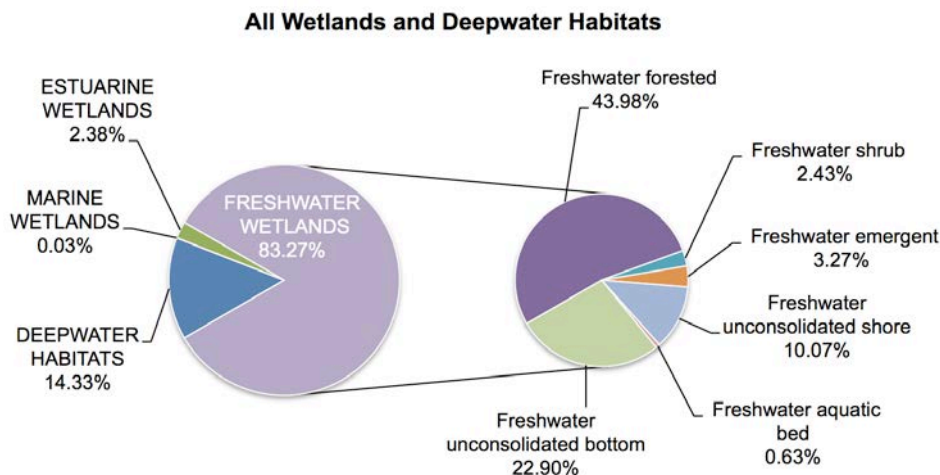 All Wetlands and Deepwater Habitats
ESTUARINE
WETLANDS
2.38%
MARINE
WETLANDS
0.03%
DEEPWATER
HABITATS
14.33%
FRESHWATER
WETLANDS
83.27%
Freshwater forested
43.98%
Freshwater shrub
2.43%
Freshwater emergent
3.27%
Freshwater
unconsolidated shore
10.07%
Freshwater aquatic
bed
0.63%
Freshwater
unconsolidated bottom
22.90%